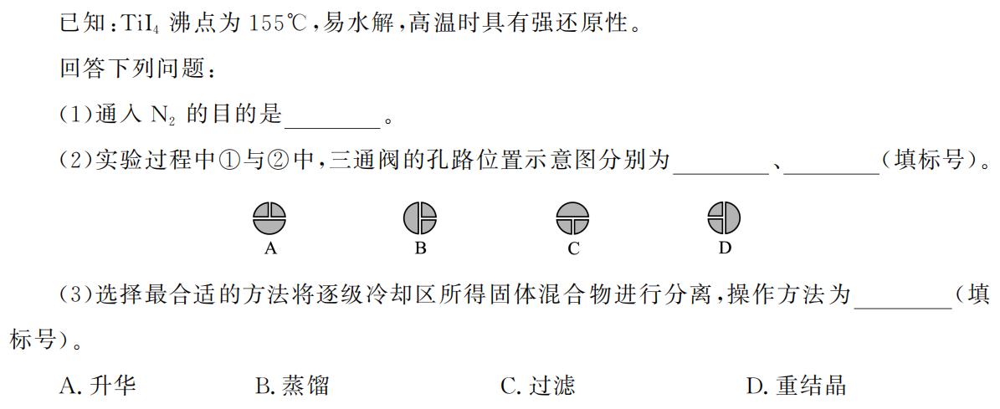 已知:TiI₄ 沸点为 155℃,易水解,高温时具有强还原性。
回答下列问题:
(1)通入 N₂ 的目的是________。
(2)实验过程中①与②中,三通阀的孔路位置示意图分别为________、________(填标号)。
A B C D
(3)选择最合适的方法将逐级冷却区所得固体混合物进行分离,操作方法为________(填
标号)。
A. 升华 B. 蒸馏 C. 过滤 D. 重结晶